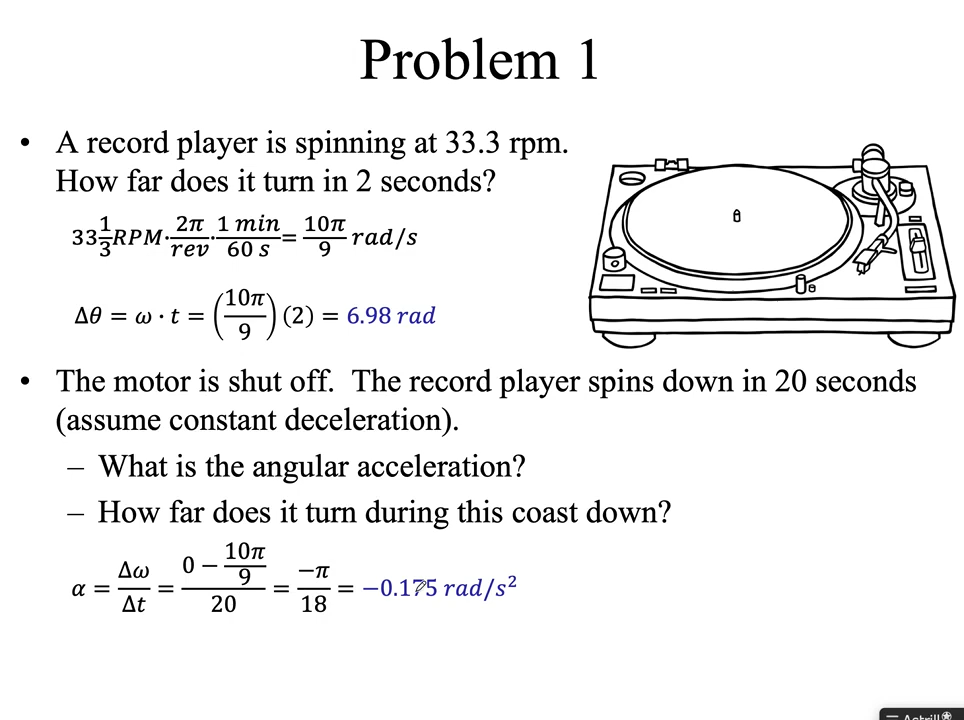 Problem 1
• A record player is spinning at 33.3 rpm.
How far does it turn in 2 seconds?
33 1/3 RPM · 2π/rev · 1 min/60 s = 10π/9 rad/s
Δθ = ω · t = (10π/9) (2) = 6.98 rad
• The motor is shut off. The record player spins down in 20 seconds
(assume constant deceleration).
– What is the angular acceleration?
– How far does it turn during this coast down?
α = Δω/Δt = (0 − 10π/9)/20 = −π/18 = −0.175 rad/s²